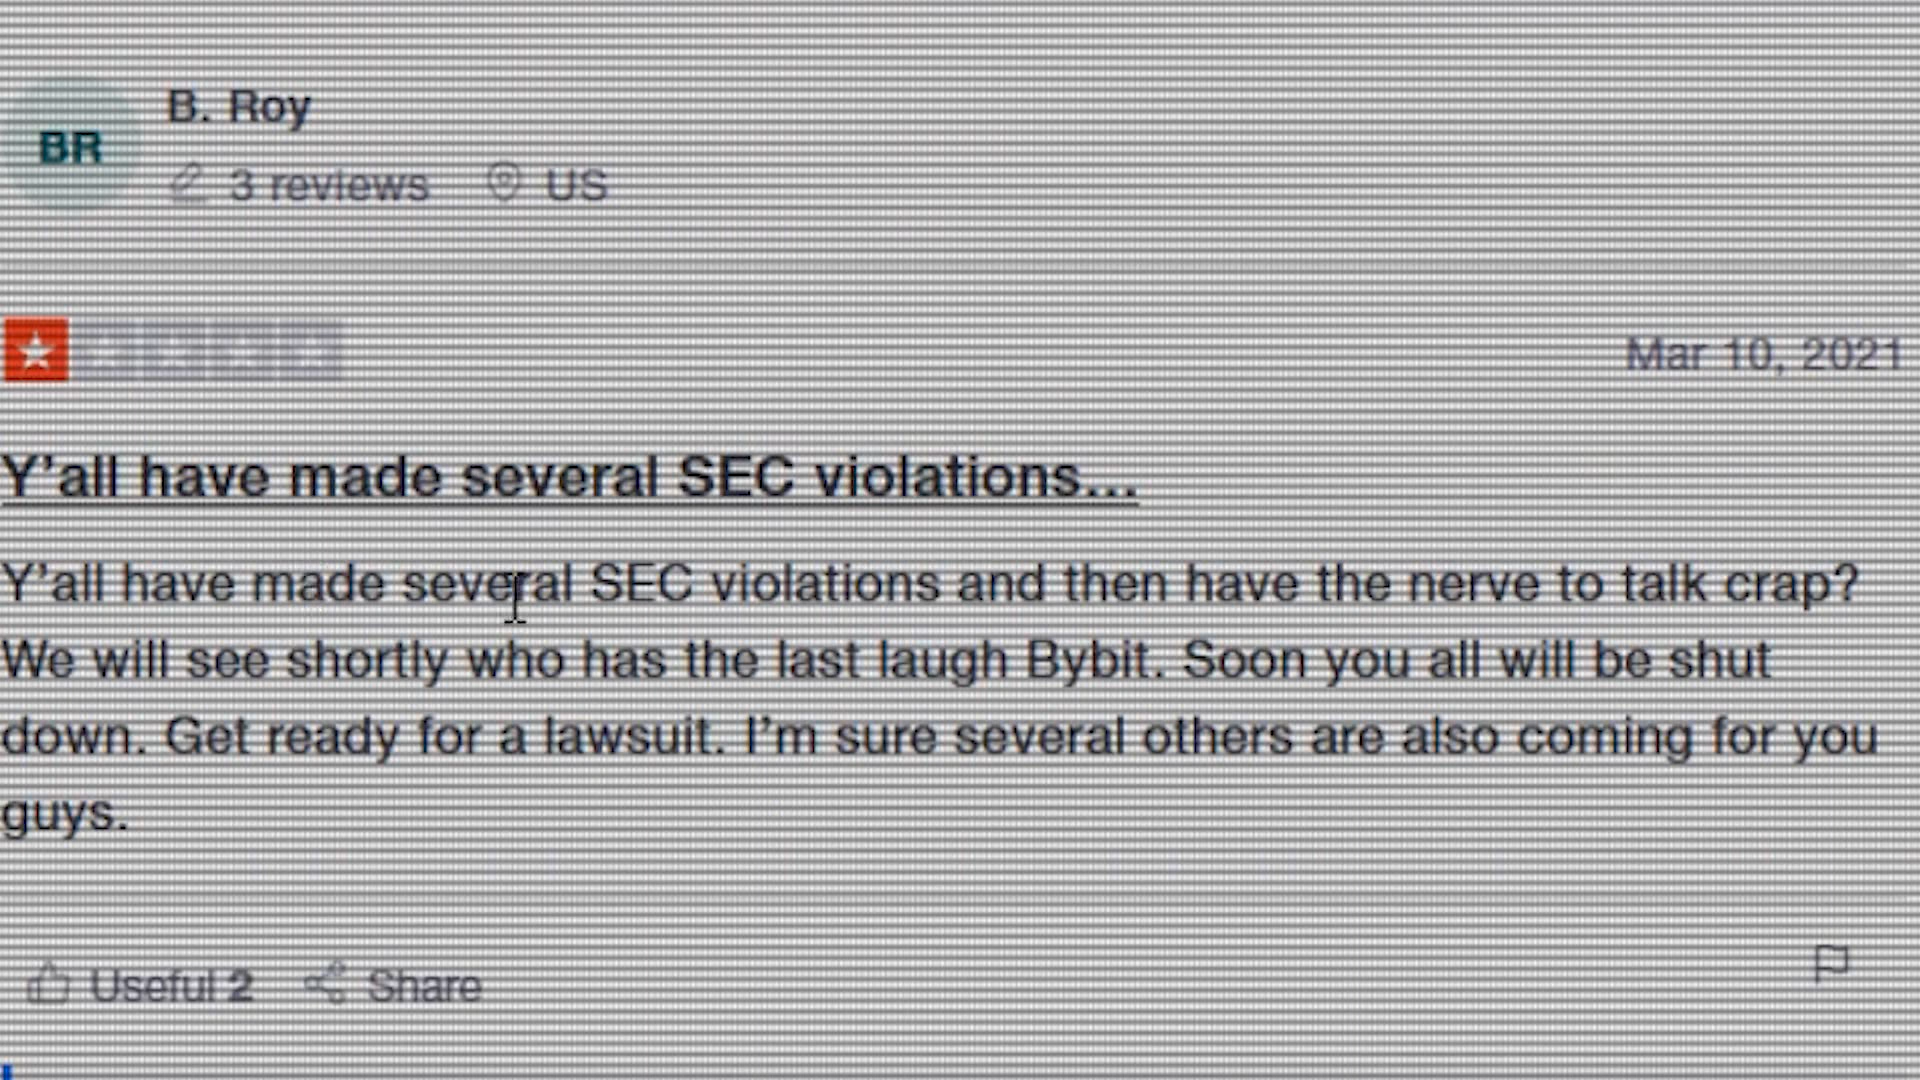 B. Roy
BR
3 reviews US
Mar 10, 2021
Y’all have made several SEC violations...
Y’all have made several SEC violations and then have the nerve to talk crap?
We will see shortly who has the last laugh Bybit. Soon you all will be shut
down. Get ready for a lawsuit. I’m sure several others are also coming for you
guys.
Useful 2 Share